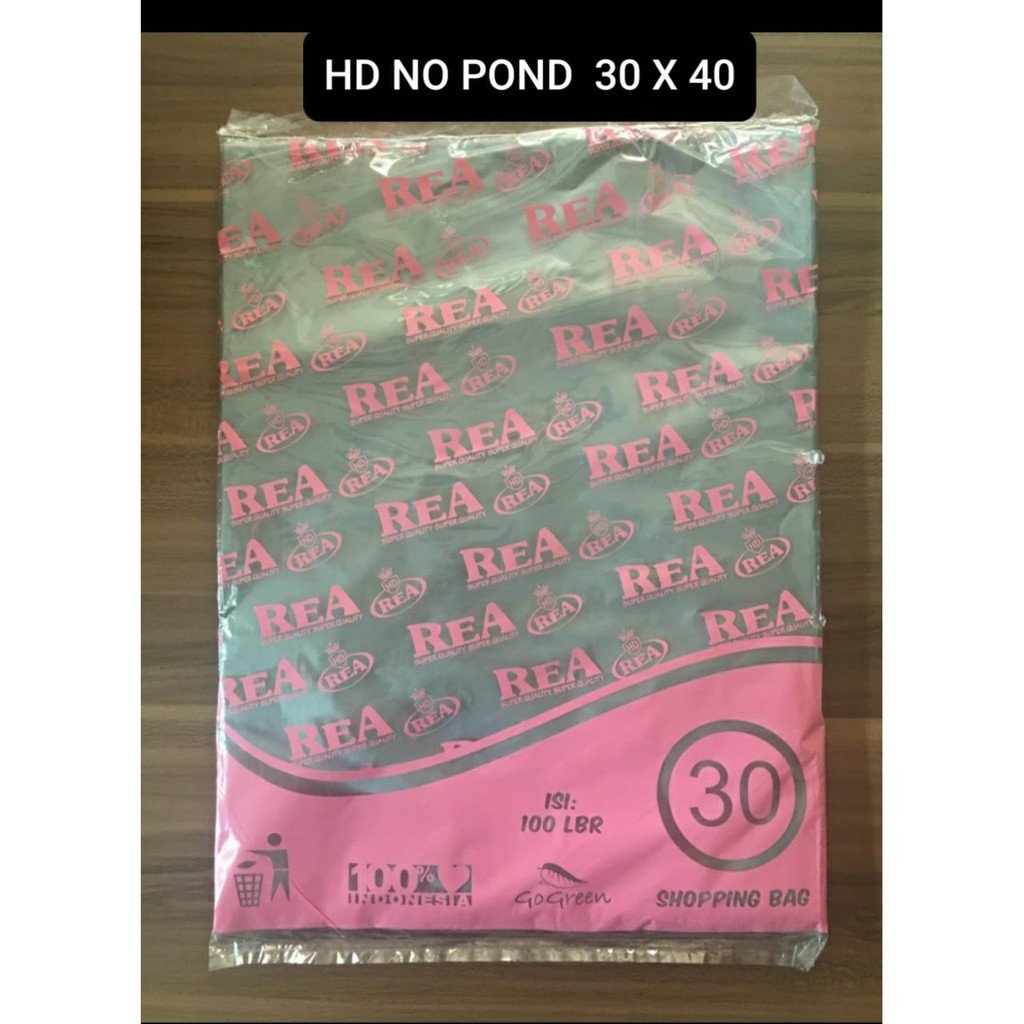 HD NO POND 30 X 40
REA
SUPER QUALITY SUPER QUALITY
HD
REA
30
ISI:
100 LBR
100%
INDONESIA
GoGreen
SHOPPING BAG